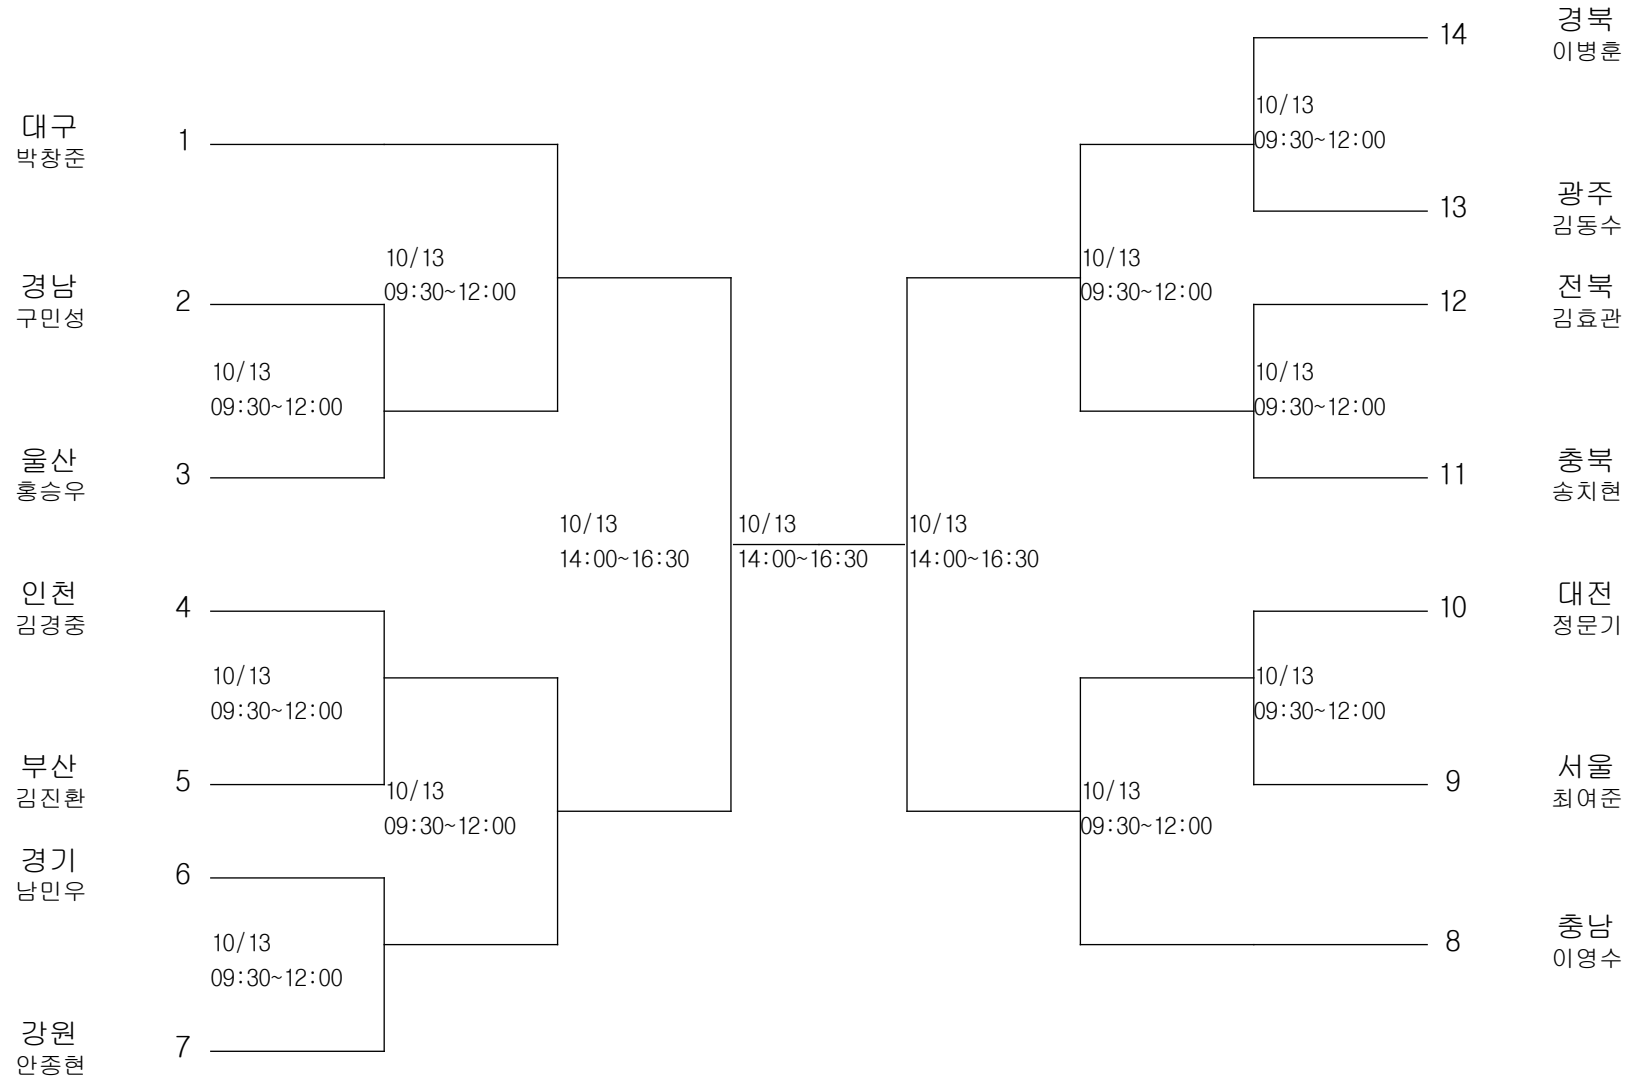 경북
14
이병훈
10/13
대구
1
09:30~12:00
박창준
광주
13
김동수
10/13
10/13
경남
09:30~12:00
09:30~12:00
전북
2
12
구민성
김효관
10/13
10/13
09:30~12:00
09:30~12:00
울산
충북
3
11
홍승우
송치현
10/13
10/13
10/13
14:00~16:30
14:00~16:30
14:00~16:30
인천
대전
4
10
김경중
정문기
10/13
10/13
09:30~12:00
09:30~12:00
부산
서울
5
9
김진환
10/13
10/13
최여준
09:30~12:00
09:30~12:00
경기
6
남민우
충남
10/13
8
이영수
09:30~12:00
강원
7
안종현